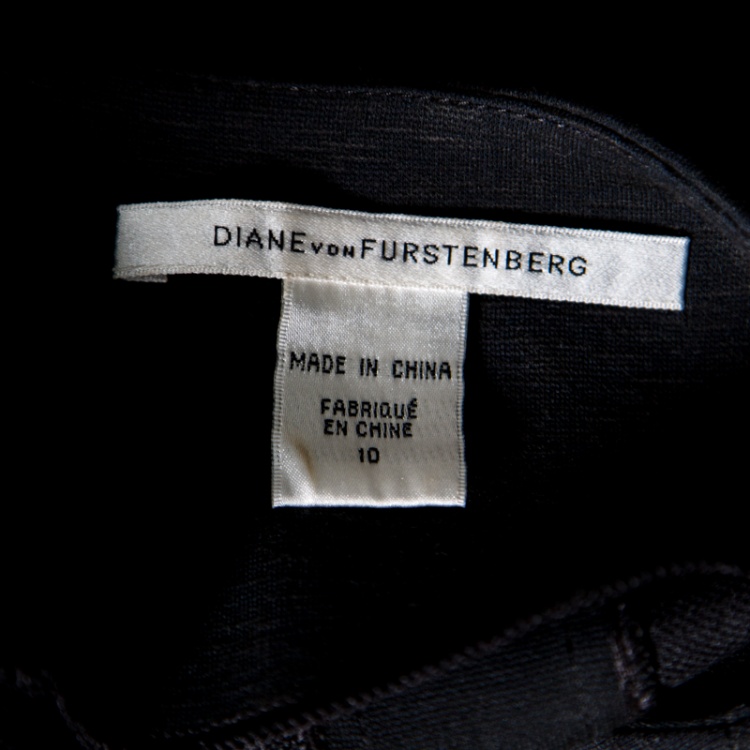 DIANE VON FURSTENBERG
MADE IN CHINA
FABRIQUÉ
EN CHINE
10